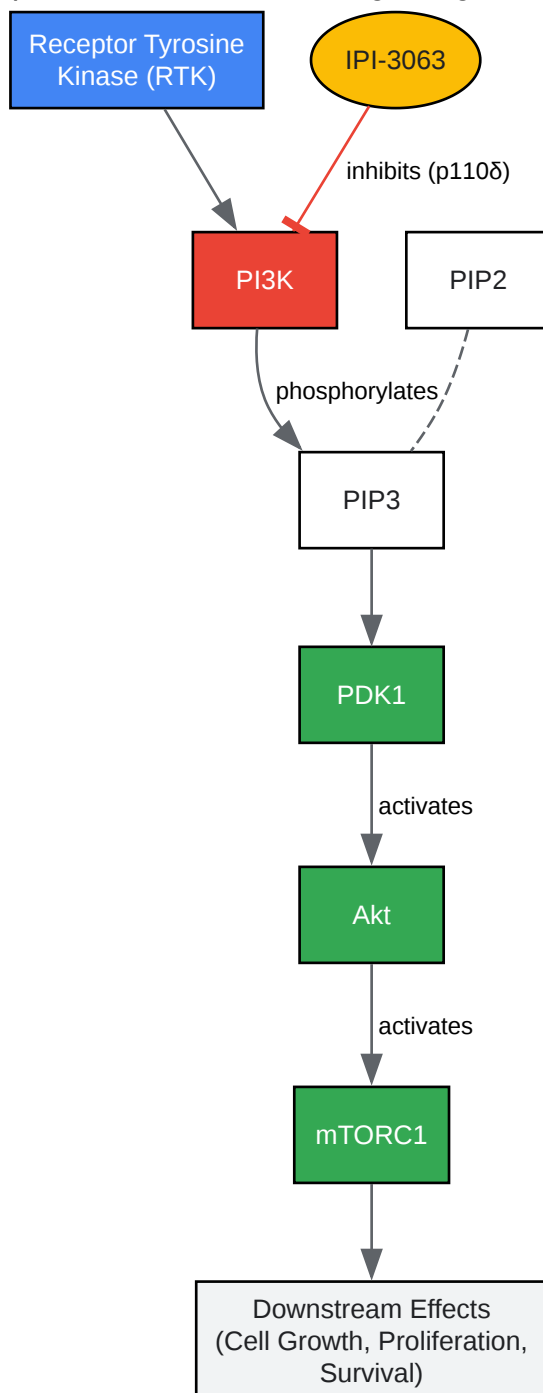 Receptor Tyrosine
Kinase (RTK)
IPI-3063
inhibits (p110δ)
PI3K
PIP2
phosphorylates
PIP3
PDK1
activates
Akt
activates
mTORC1
Downstream Effects
(Cell Growth, Proliferation,
Survival)